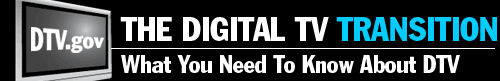 DTV.gov
THE DIGITAL TV TRANSITION
What You Need To Know About DTV